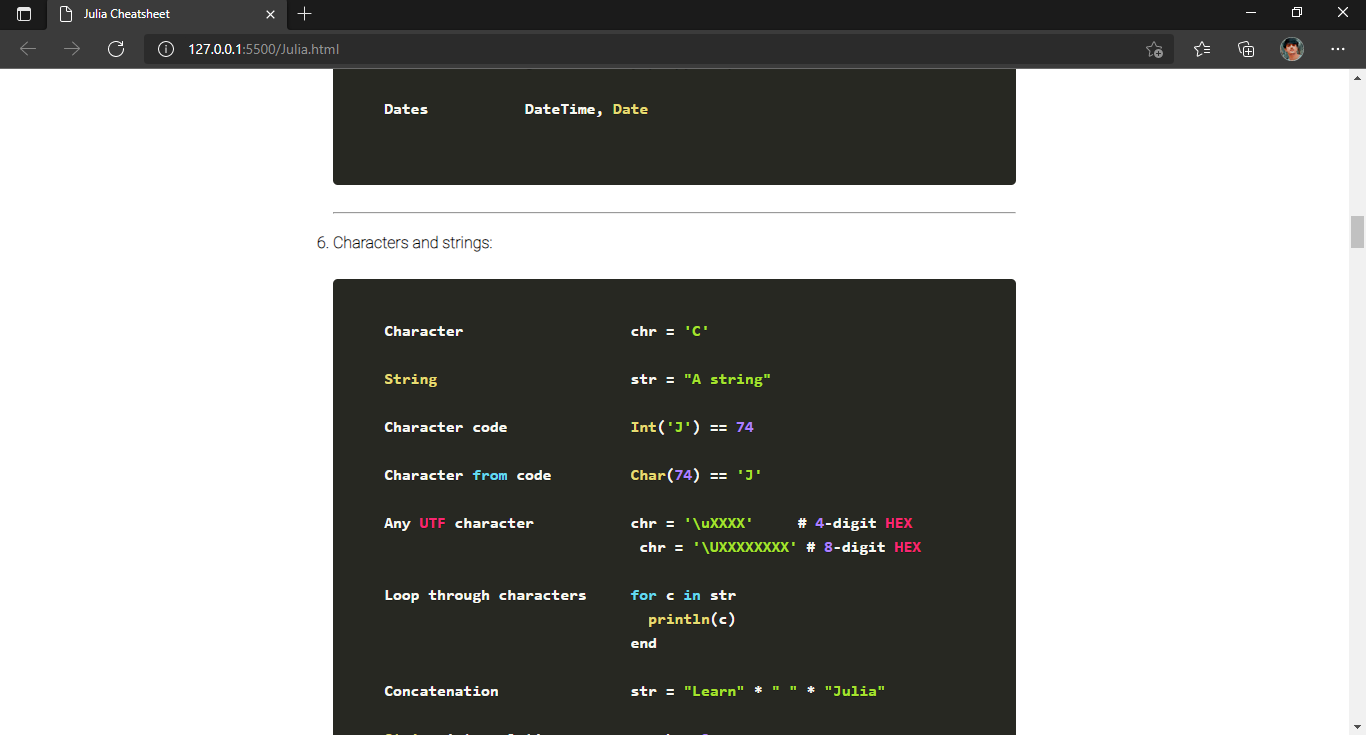 Julia Cheatsheet
127.0.0.1:5500/Julia.html
Dates DateTime, Date
6. Characters and strings:
Character chr = 'C'
String str = "A string"
Character code Int('J') == 74
Character from code Char(74) == 'J'
Any UTF character chr = '\uXXXX' # 4-digit HEX
chr = '\UXXXXXXXX' # 8-digit HEX
Loop through characters for c in str
println(c)
end
Concatenation str = "Learn" * " " * "Julia"